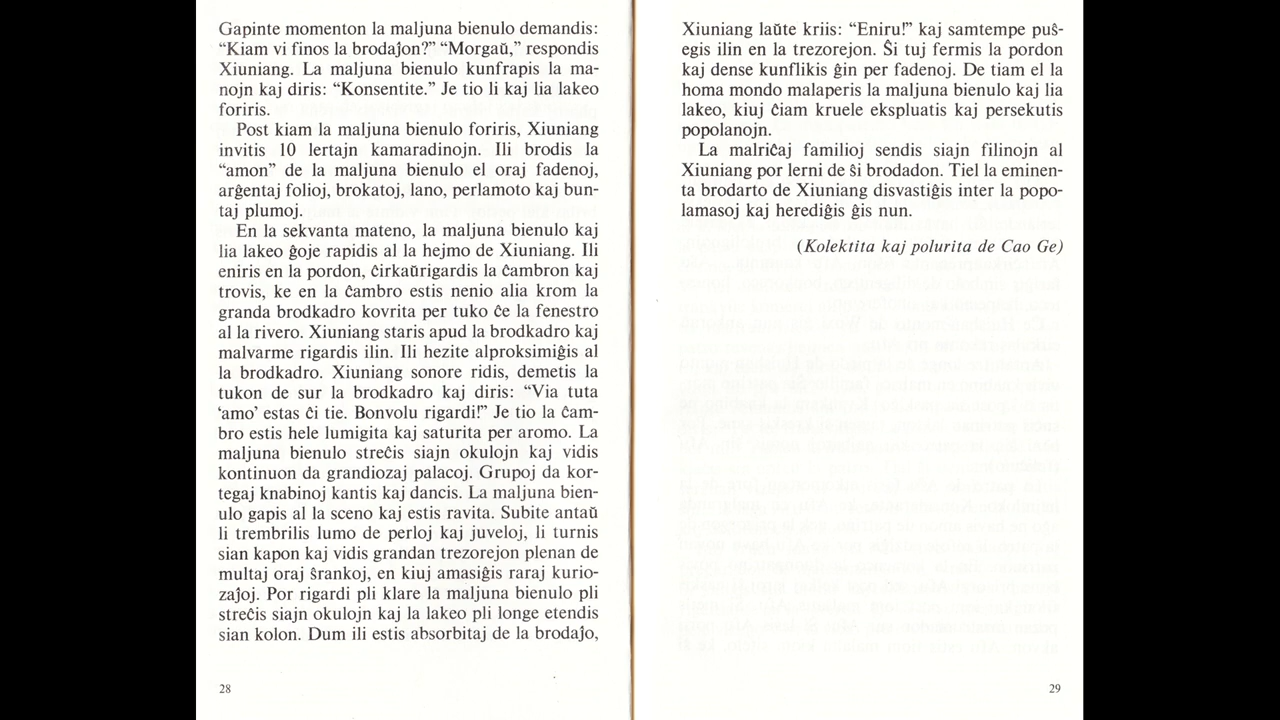 Gapinte momenton la maljuna bienulo demandis:
“Kiam vi finos la brodaĵon?” “Morgaŭ,” respondis
Xiuniang. La maljuna bienulo kunfrapis la ma-
nojn kaj diris: “Konsentite.” Je tio li kaj lia lakeo
foriris.
Post kiam la maljuna bienulo foriris, Xiuniang
invitis 10 lertajn kamaradinojn. Ili brodis la
“amon” de la maljuna bienulo el oraj fadenoj,
arĝentaj folioj, brokatoj, lano, perlamoto kaj bun-
taj plumoj.
En la sekvanta mateno, la maljuna bienulo kaj
lia lakeo ĝoje rapidis al la hejmo de Xiuniang. Ili
eniris en la pordon, ĉirkaŭrigardis la ĉambron kaj
trovis, ke en la ĉambro estis nenio alia krom la
granda brodkadro kovrita per tuko ĉe la fenestro
al la rivero. Xiuniang staris apud la brodkadro kaj
malvarme rigardis ilin. Ili hezite alproksimiĝis al
la brodkadro. Xiuniang sonore ridis, demetis la
tukon de sur la brodkadro kaj diris: “Via tuta
‘amo’ estas ĉi tie. Bonvolu rigardi!” Je tio la ĉam-
bro estis hele lumigita kaj saturita per aromo. La
maljuna bienulo streĉis siajn okulojn kaj vidis
kontinuon da grandiozaj palacoj. Grupoj da kor-
tegaj knabinoj kantis kaj dancis. La maljuna bien-
ulo gapis al la sceno kaj estis ravita. Subite antaŭ
li trembrilis lumo de perloj kaj juveloj, li turnis
sian kapon kaj vidis grandan trezorejon plenan de
multaj oraj ŝrankoj, en kiuj amasiĝis raraj kurio-
zaĵoj. Por rigardi pli klare la maljuna bienulo pli
streĉis siajn okulojn kaj la lakeo pli longe etendis
sian kolon. Dum ili estis absorbitaj de la brodaĵo,
28
Xiuniang laŭte kriis: “Eniru!” kaj samtempe puŝ-
egis ilin en la trezorejon. Ŝi tuj fermis la pordon
kaj dense kunflikis ĝin per fadenoj. De tiam el la
homa mondo malaperis la maljuna bienulo kaj lia
lakeo, kiuj ĉiam kruele ekspluatis kaj persekutis
popolanojn.
La malriĉaj familioj sendis siajn filinojn al
Xiuniang por lerni de ŝi brodadon. Tiel la eminen-
ta brodarto de Xiuniang disvastiĝis inter la popo-
lamasoj kaj herediĝis ĝis nun.
(Kolektita kaj polurita de Cao Ge)
29